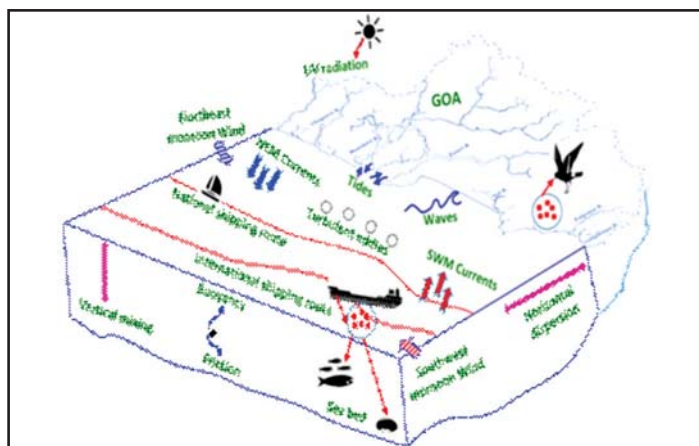 UV radiation
GOA
Northeast
monsoon Wind
NEM Currents
Tides
Waves
Turbulent eddies
National shipping route
SWM Currents
International shipping route
Horizontal
dispersion
Vertical mixing
Buoyancy
Friction
Southwest
monsoon Wind
Sea bed